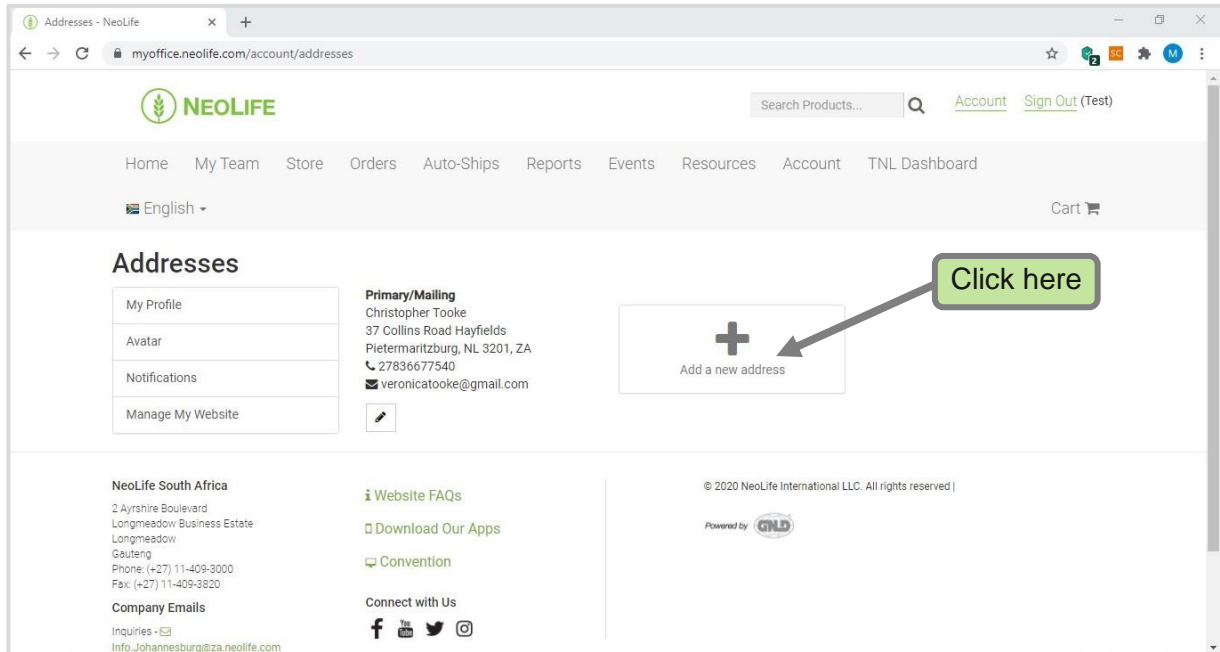 Addresses - NeoLife
myoffice.neolife.com/account/addresses
2 SC M
NEOLIFE
Search Products...
Account Sign Out (Test)
Home My Team Store Orders Auto-Ships Reports Events Resources Account TNL Dashboard
English
Cart
Addresses
Click here
My Profile
Avatar
Notifications
Manage My Website
Primary/Mailing
Christopher Tooke
37 Collins Road Hayfields
Pietermaritzburg, NL 3201, ZA
27836677540
veronicatooke@gmail.com
Add a new address
NeoLife South Africa
2 Ayrshire Boulevard
Longmeadow Business Estate
Longmeadow
Gauteng
Phone: (+27) 11-409-3000
Fax: (+27) 11-409-3820
Company Emails
Inquiries -
Info.Johannesburg@za.neolife.com
Website FAQs
Download Our Apps
Convention
Connect with Us
You
Tube
© 2020 NeoLife International LLC. All rights reserved |
Powered by GNLD